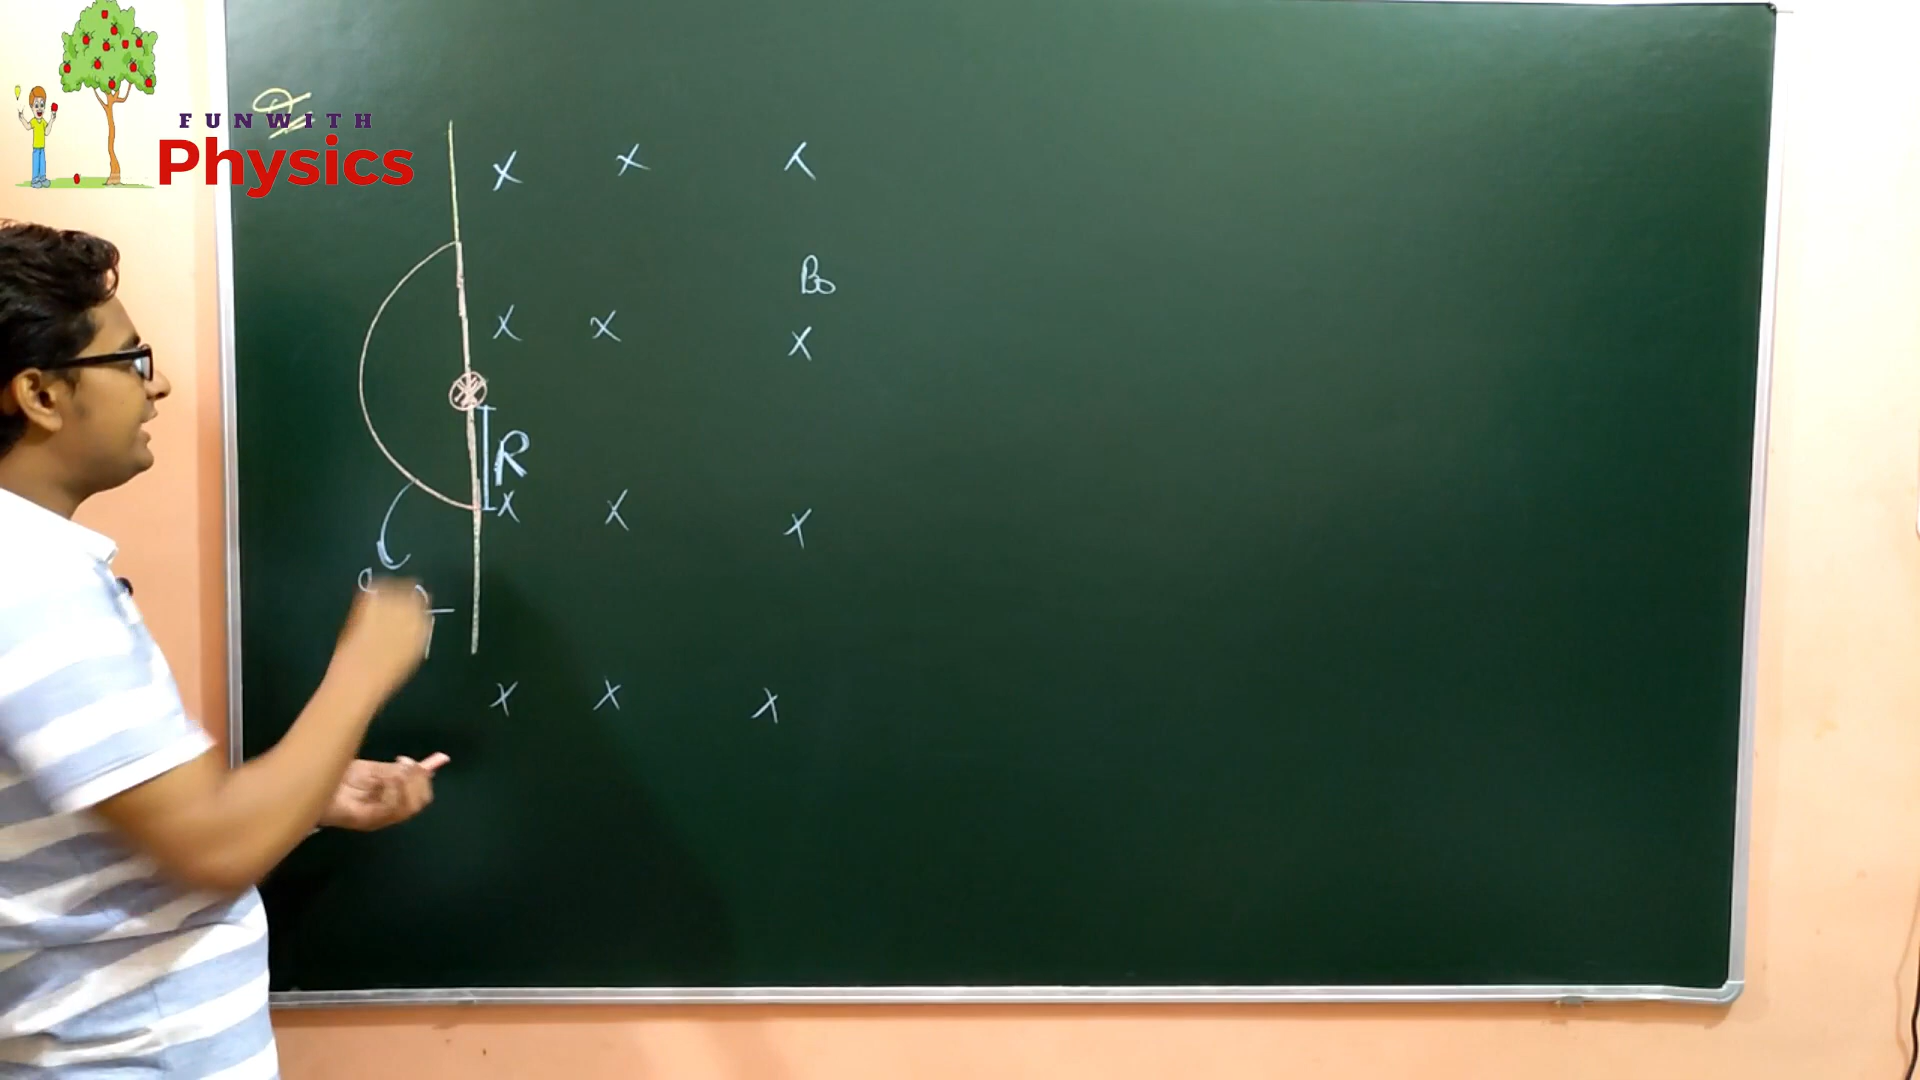 FUN WITH
Physics
Q
X X X
B0
X X X
R
X X X
X X X